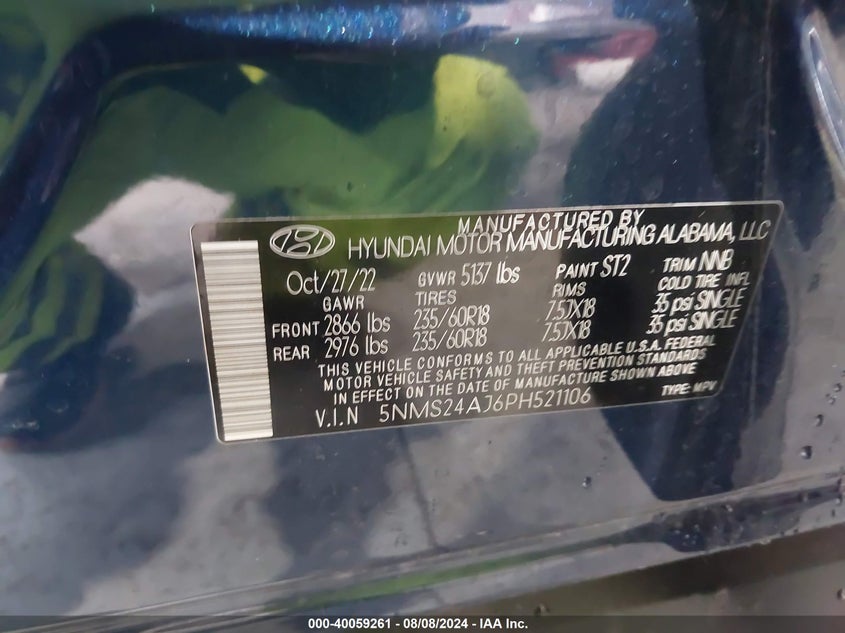 MANUFACTURED BY
HYUNDAI MOTOR MANUFACTURING ALABAMA, LLC
Oct/27/22 GVWR 5137 lbs PAINT ST2 TRIM NNB
GAWR TIRES RIMS COLD TIRE INFL
FRONT 2866 lbs 235/60R18 7.5JX18 35 psi SINGLE
REAR 2976 lbs 235/60R18 7.5JX18 35 psi SINGLE
THIS VEHICLE CONFORMS TO ALL APPLICABLE U.S.A. FEDERAL
MOTOR VEHICLE SAFETY AND THEFT PREVENTION STANDARDS
IN EFFECT ON THE DATE OF MANUFACTURE SHOWN ABOVE
V.I.N 5NMS24AJ6PH521106 TYPE: MPV
000-40059261 - 08/08/2024 - IAA Inc.